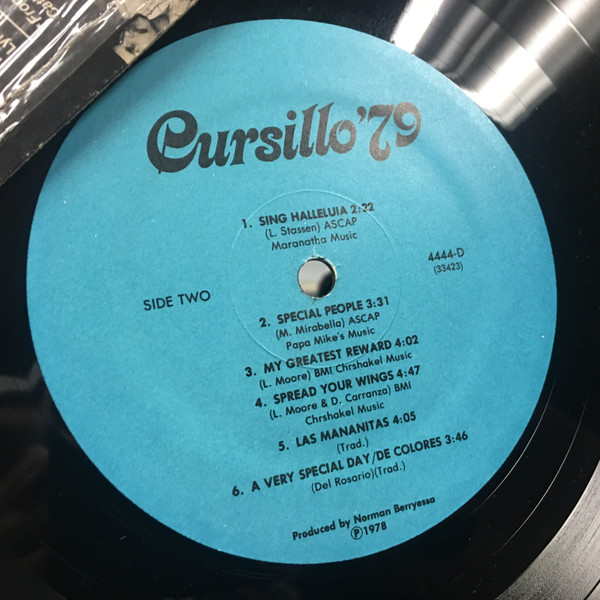 Cursillo '79
1. SING HALLELUIA 2:22
(L. Stassen) ASCAP
Maranatha Music
4444-D
(33423)
SIDE TWO
2. SPECIAL PEOPLE 3:31
(M. Mirabella) ASCAP
Papa Mike's Music
3. MY GREATEST REWARD 4:02
(L. Moore) BMI Chrshakel Music
4. SPREAD YOUR WINGS 4:47
(L. Moore & D. Carranza) BMI
Chrshakel Music
5. LAS MANANITAS 4:05
(Trad.)
6. A VERY SPECIAL DAY/DE COLORES 3:46
(Del Rosario)(Trad.)
Produced by Norman Berryessa
Ⓟ1978